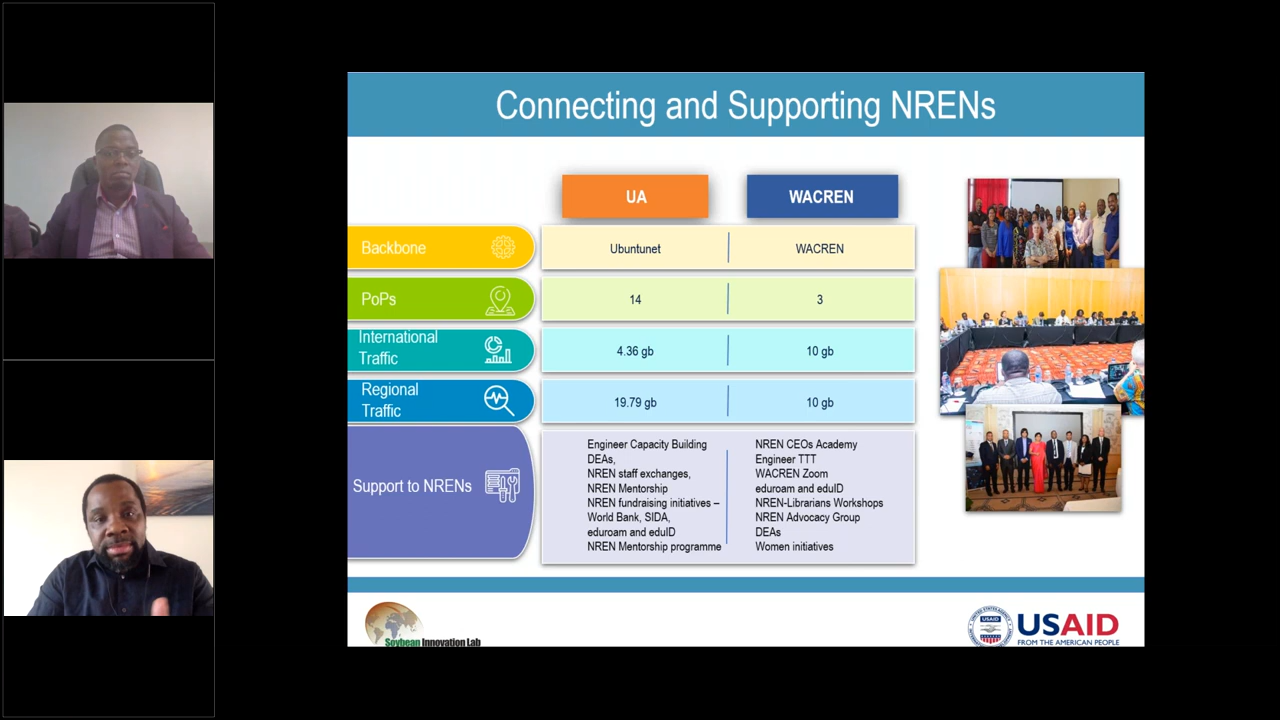 Connecting and Supporting NRENs
UA
WACREN
Backbone
Ubuntunet
WACREN
PoPs
14
3
International
Traffic
4.36 gb
10 gb
Regional
Traffic
19.79 gb
10 gb
Support to NRENs
Engineer Capacity Building
DEAs,
NREN staff exchanges,
NREN Mentorship
NREN fundraising initiatives –
World Bank, SIDA,
eduroam and eduID
NREN Mentorship programme
NREN CEOs Academy
Engineer TTT
WACREN Zoom
eduroam and eduID
NREN-Librarians Workshops
NREN Advocacy Group
DEAs
Women initiatives
Soybean Innovation Lab
USAID
USAID
FROM THE AMERICAN PEOPLE